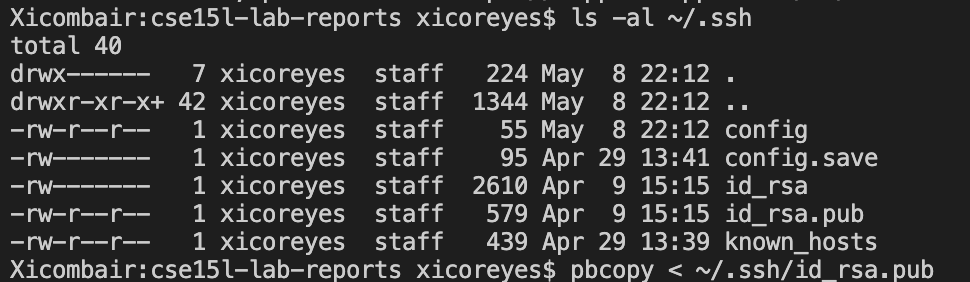 Xicombair:cse15l-lab-reports xicoreyes$ ls -al ~/.ssh
total 40
drwx------   7 xicoreyes  staff   224 May  8 22:12 .
drwxr-xr-x+ 42 xicoreyes  staff  1344 May  8 22:12 ..
-rw-r--r--   1 xicoreyes  staff    55 May  8 22:12 config
-rw-------   1 xicoreyes  staff    95 Apr 29 13:41 config.save
-rw-------   1 xicoreyes  staff  2610 Apr  9 15:15 id_rsa
-rw-r--r--   1 xicoreyes  staff   579 Apr  9 15:15 id_rsa.pub
-rw-r--r--   1 xicoreyes  staff   439 Apr 29 13:39 known_hosts
Xicombair:cse15l-lab-reports xicoreyes$ pbcopy < ~/.ssh/id_rsa.pub